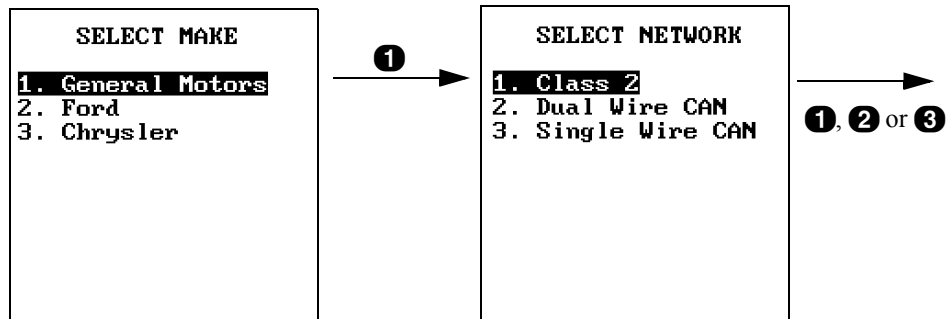 SELECT MAKE
1. General Motors
2. Ford
3. Chrysler
1
SELECT NETWORK
1. Class 2
2. Dual Wire CAN
3. Single Wire CAN
1, 2 or 3